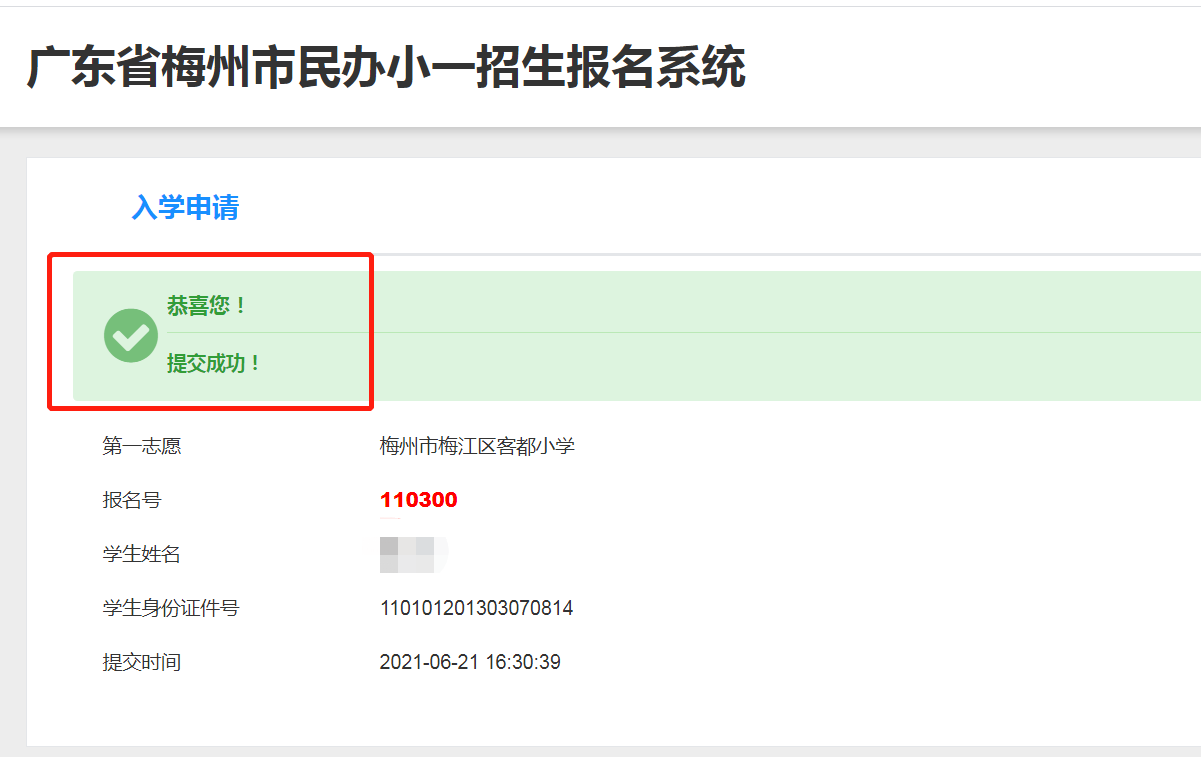 广东省梅州市民办小一招生报名系统
入学申请
恭喜您！
提交成功！
第一志愿 梅州市梅江区客都小学
报名号 110300
学生姓名
学生身份证件号 110101201303070814
提交时间 2021-06-21 16:30:39